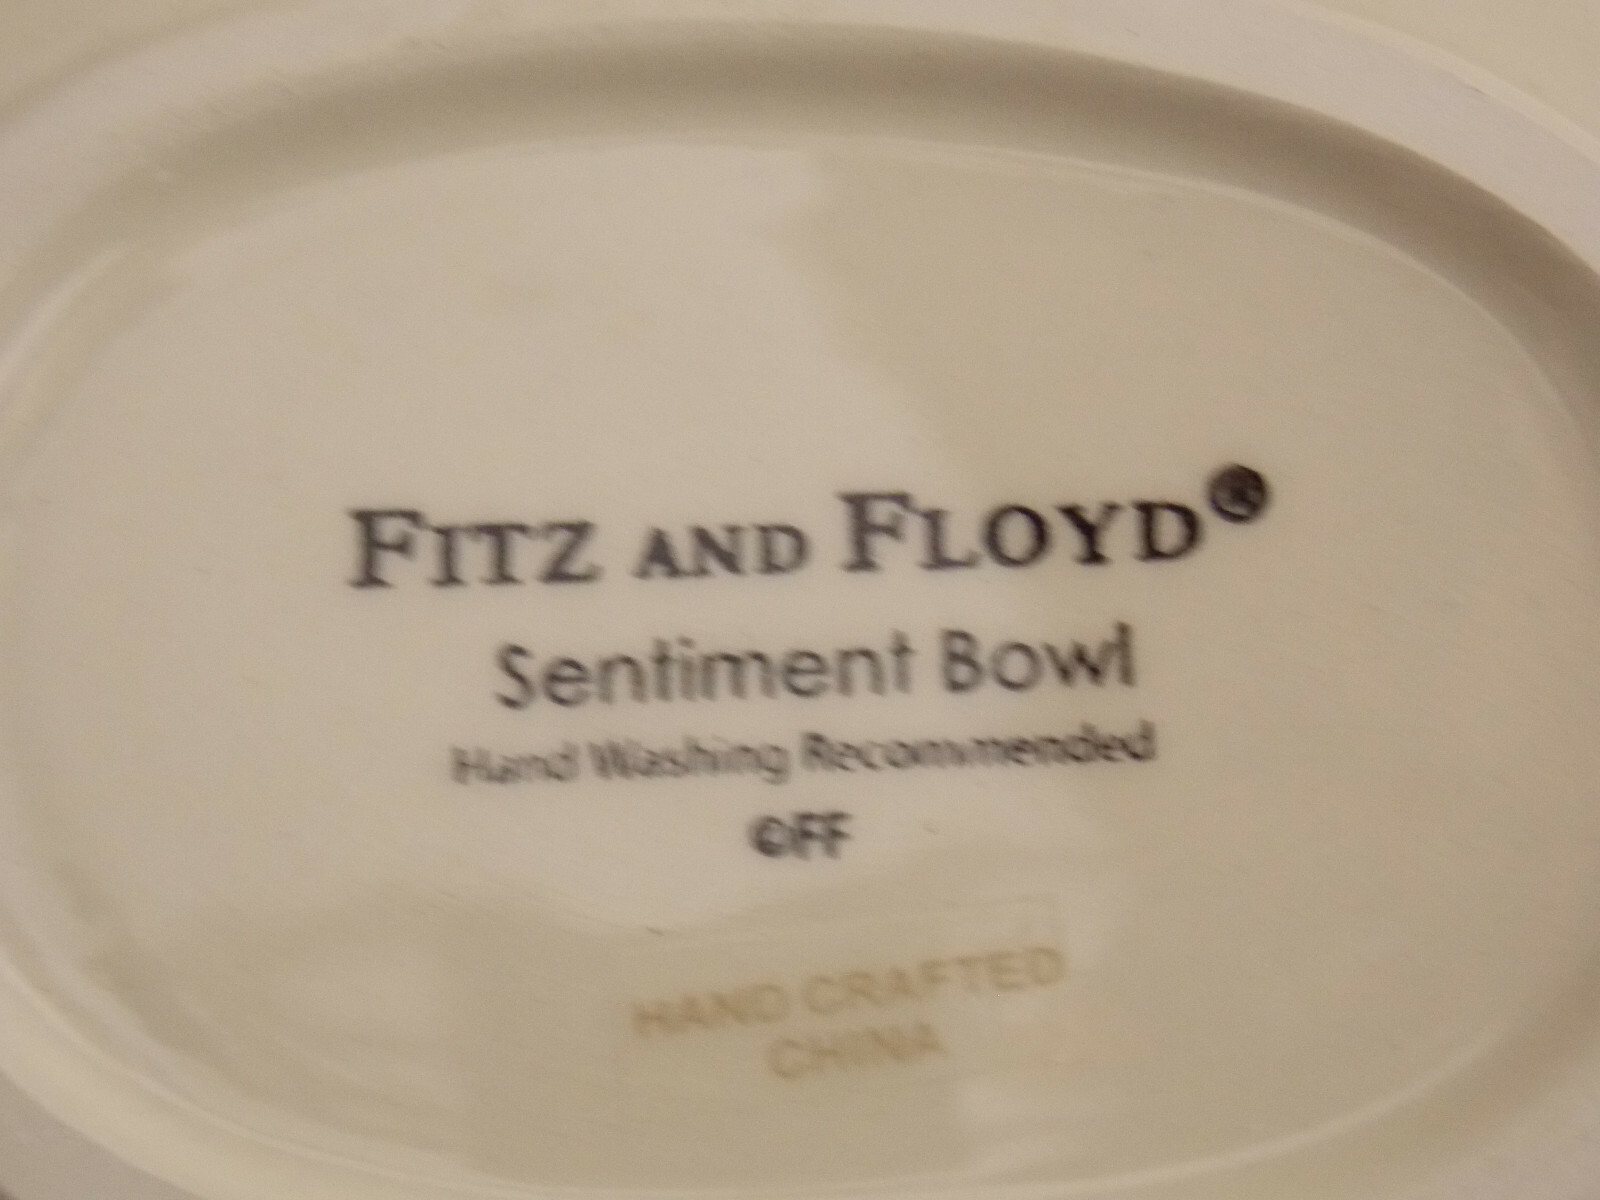 FITZ AND FLOYD®
Sentiment Bowl
Hand Washing Recommended
©FF
HAND CRAFTED
CHINA